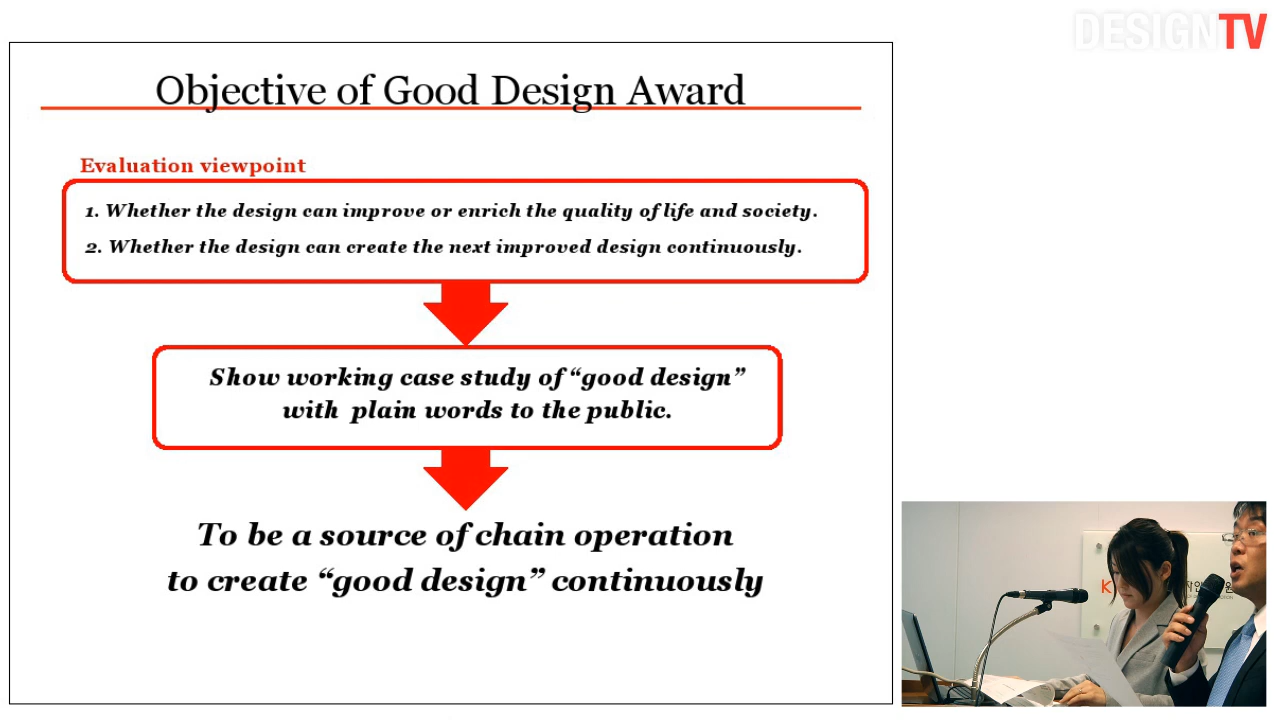 DESIGNTV
Objective of Good Design Award
Evaluation viewpoint
1. Whether the design can improve or enrich the quality of life and society.
2. Whether the design can create the next improved design continuously.
Show working case study of “good design”
with plain words to the public.
To be a source of chain operation
to create “good design” continuously
K